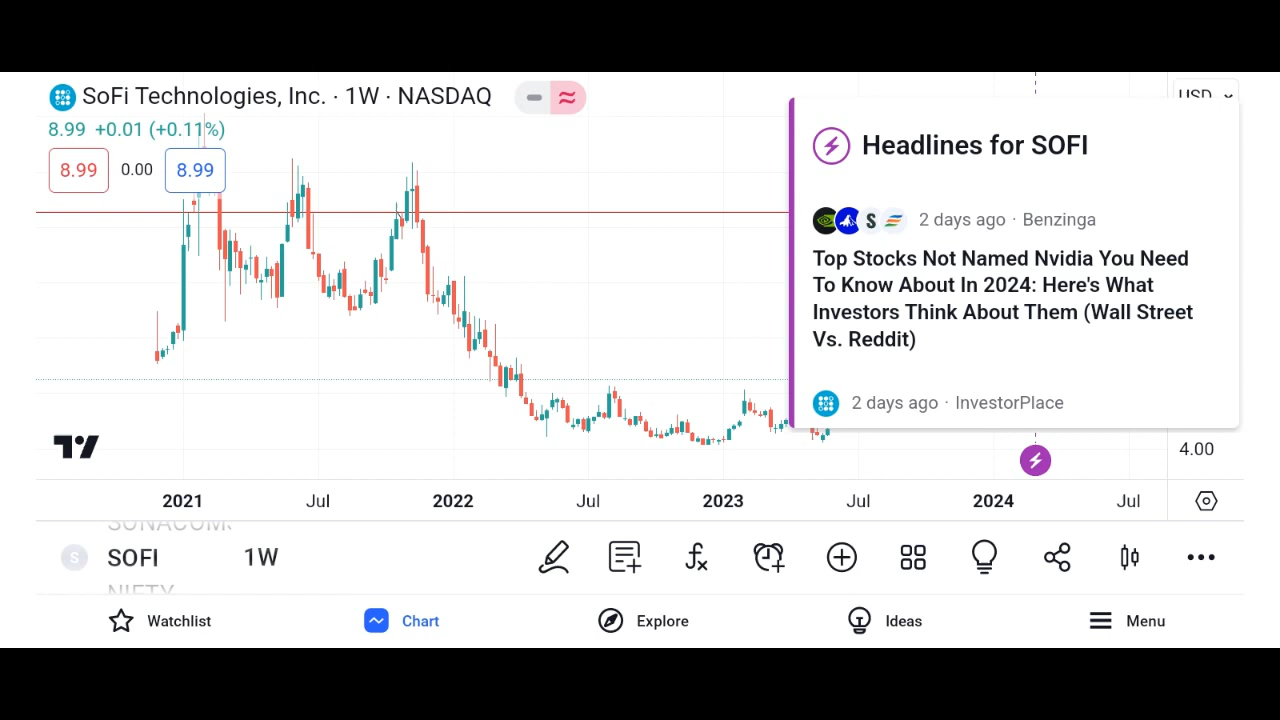 SoFi Technologies, Inc. · 1W · NASDAQ
8.99 +0.01 (+0.11%)
8.99 0.00 8.99
USD
Headlines for SOFI
2 days ago · Benzinga
Top Stocks Not Named Nvidia You Need
To Know About In 2024: Here's What
Investors Think About Them (Wall Street
Vs. Reddit)
2 days ago · InvestorPlace
4.00
2021 Jul 2022 Jul 2023 Jul 2024 Jul
S SOFI 1W
NIFTY
Watchlist Chart Explore Ideas Menu